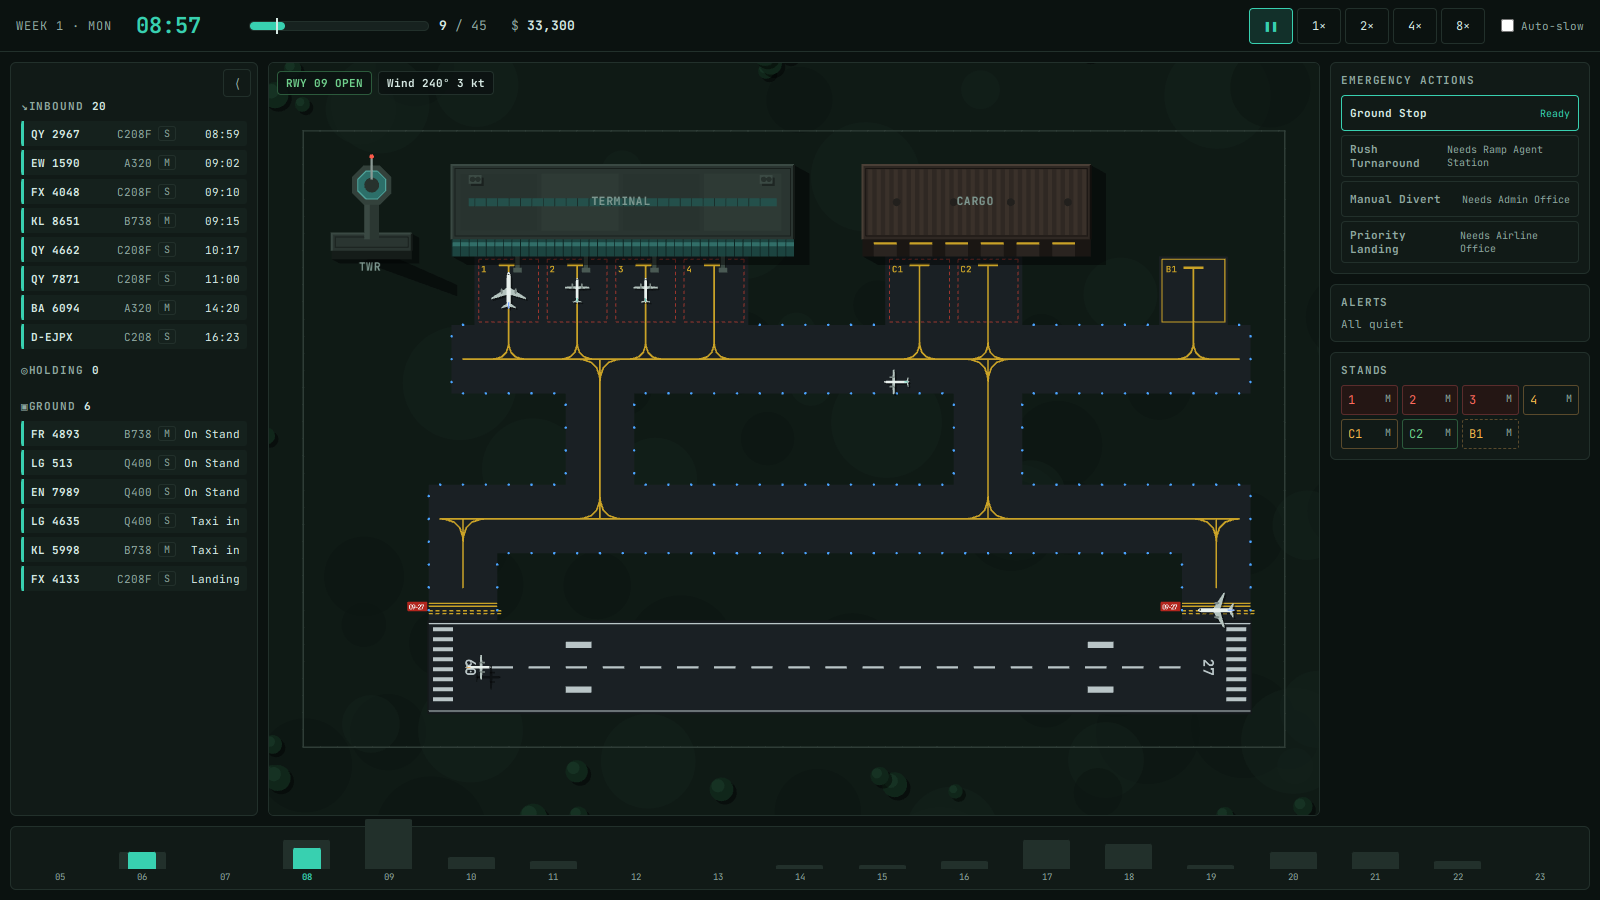 WEEK 1 · MON 08:57 9 / 45 $ 33,300 1× 2× 4× 8× Auto-slow
INBOUND 20
QY 2967 C208F S 08:59
EW 1590 A320 M 09:02
FX 4048 C208F S 09:10
KL 8651 B738 M 09:15
QY 4662 C208F S 10:17
QY 7871 C208F S 11:00
BA 6094 A320 M 14:20
D-EJPX C208 S 16:23
HOLDING 0
GROUND 6
FR 4893 B738 M On Stand
LG 513 Q400 S On Stand
EN 7989 Q400 S On Stand
LG 4635 Q400 S Taxi in
KL 5998 B738 M Taxi in
FX 4133 C208F S Landing
RWY 09 OPEN Wind 240° 3 kt
TWR
TERMINAL
CARGO
1 2 3 4 C1 C2 B1
09-27 09-27
09 27
EMERGENCY ACTIONS
Ground Stop Ready
Rush Turnaround Needs Ramp Agent Station
Manual Divert Needs Admin Office
Priority Landing Needs Airline Office
ALERTS
All quiet
STANDS
1 M 2 M 3 M 4 M
C1 M C2 M B1 M
05 06 07 08 09 10 11 12 13 14 15 16 17 18 19 20 21 22 23